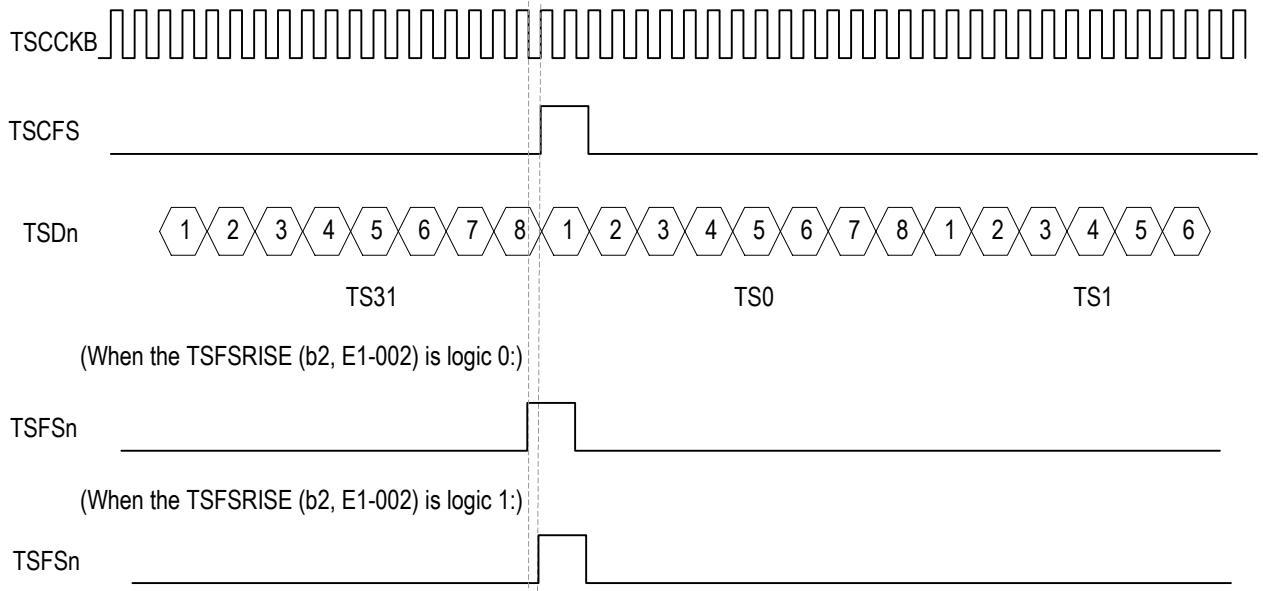 TSCCKB
TSCFS
TSDn 1 2 3 4 5 6 7 8 1 2 3 4 5 6 7 8 1 2 3 4 5 6
TS31 TS0 TS1
(When the TSFSRISE (b2, E1-002) is logic 0:)
TSFSn
(When the TSFSRISE (b2, E1-002) is logic 1:)
TSFSn